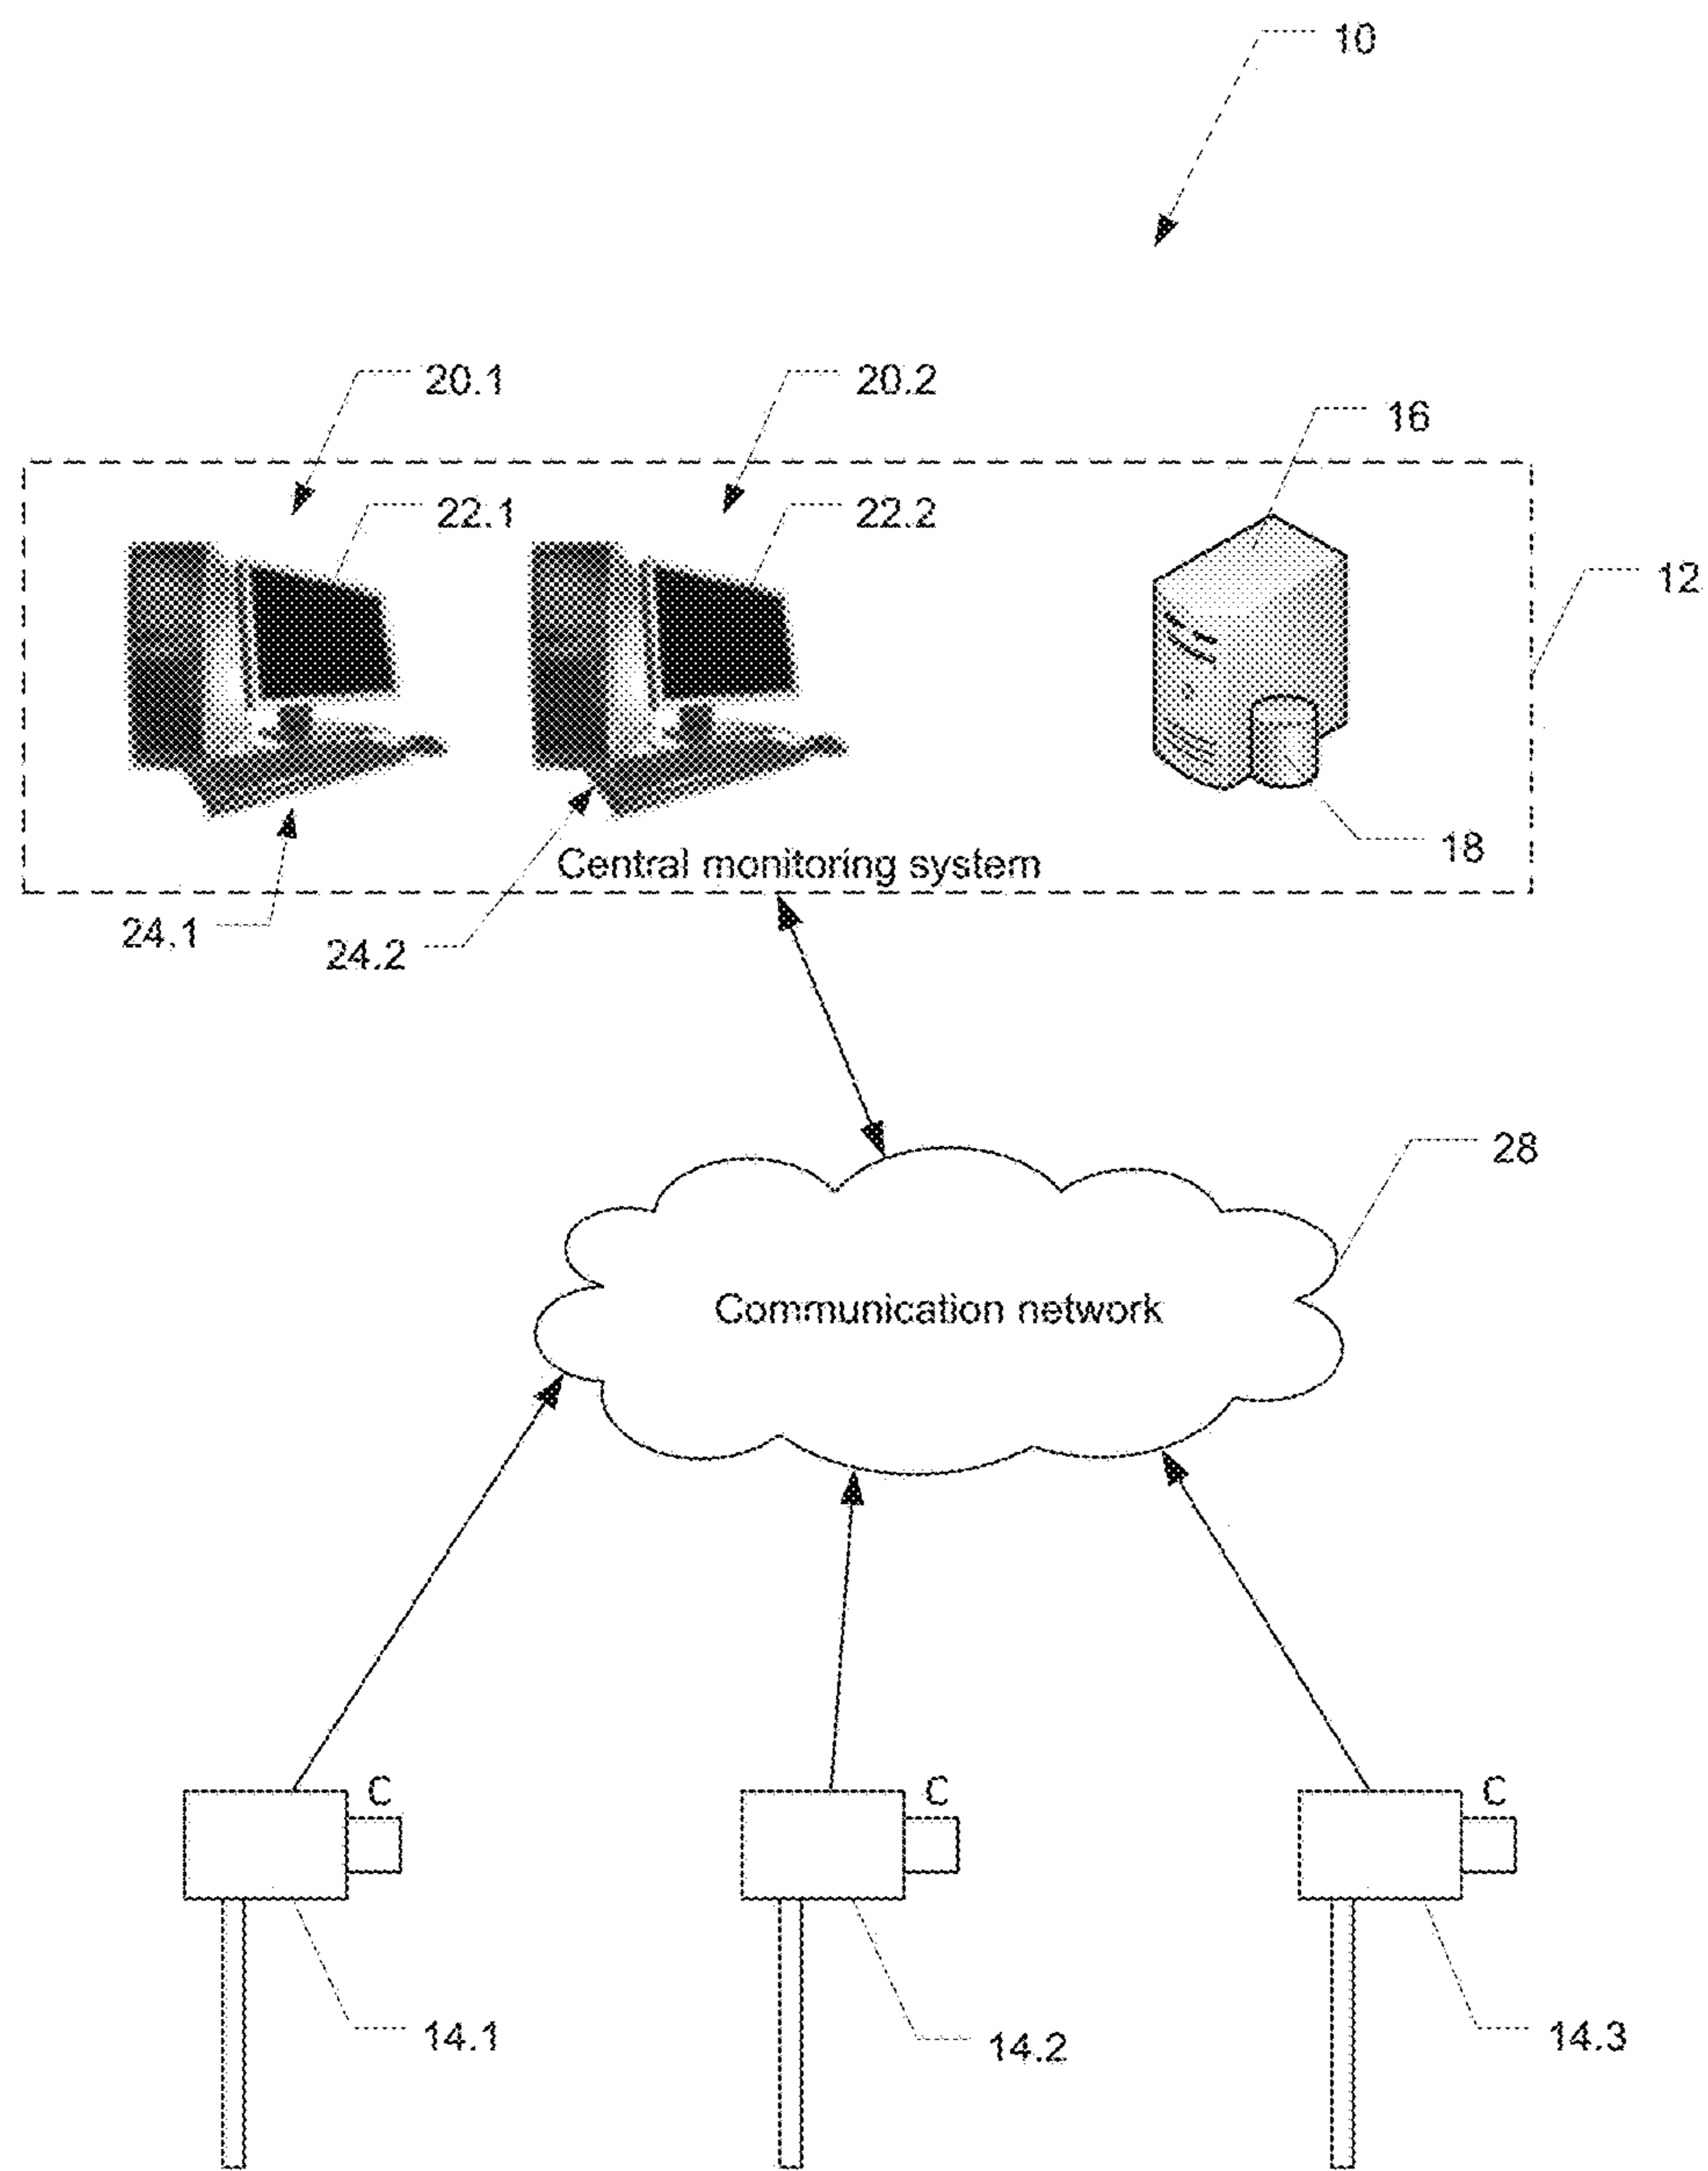 10
20.1
20.2
16
22.1
22.2
12
18
Central monitoring system
24.1
24.2
28
Communication network
C
C
C
14.1
14.2
14.3